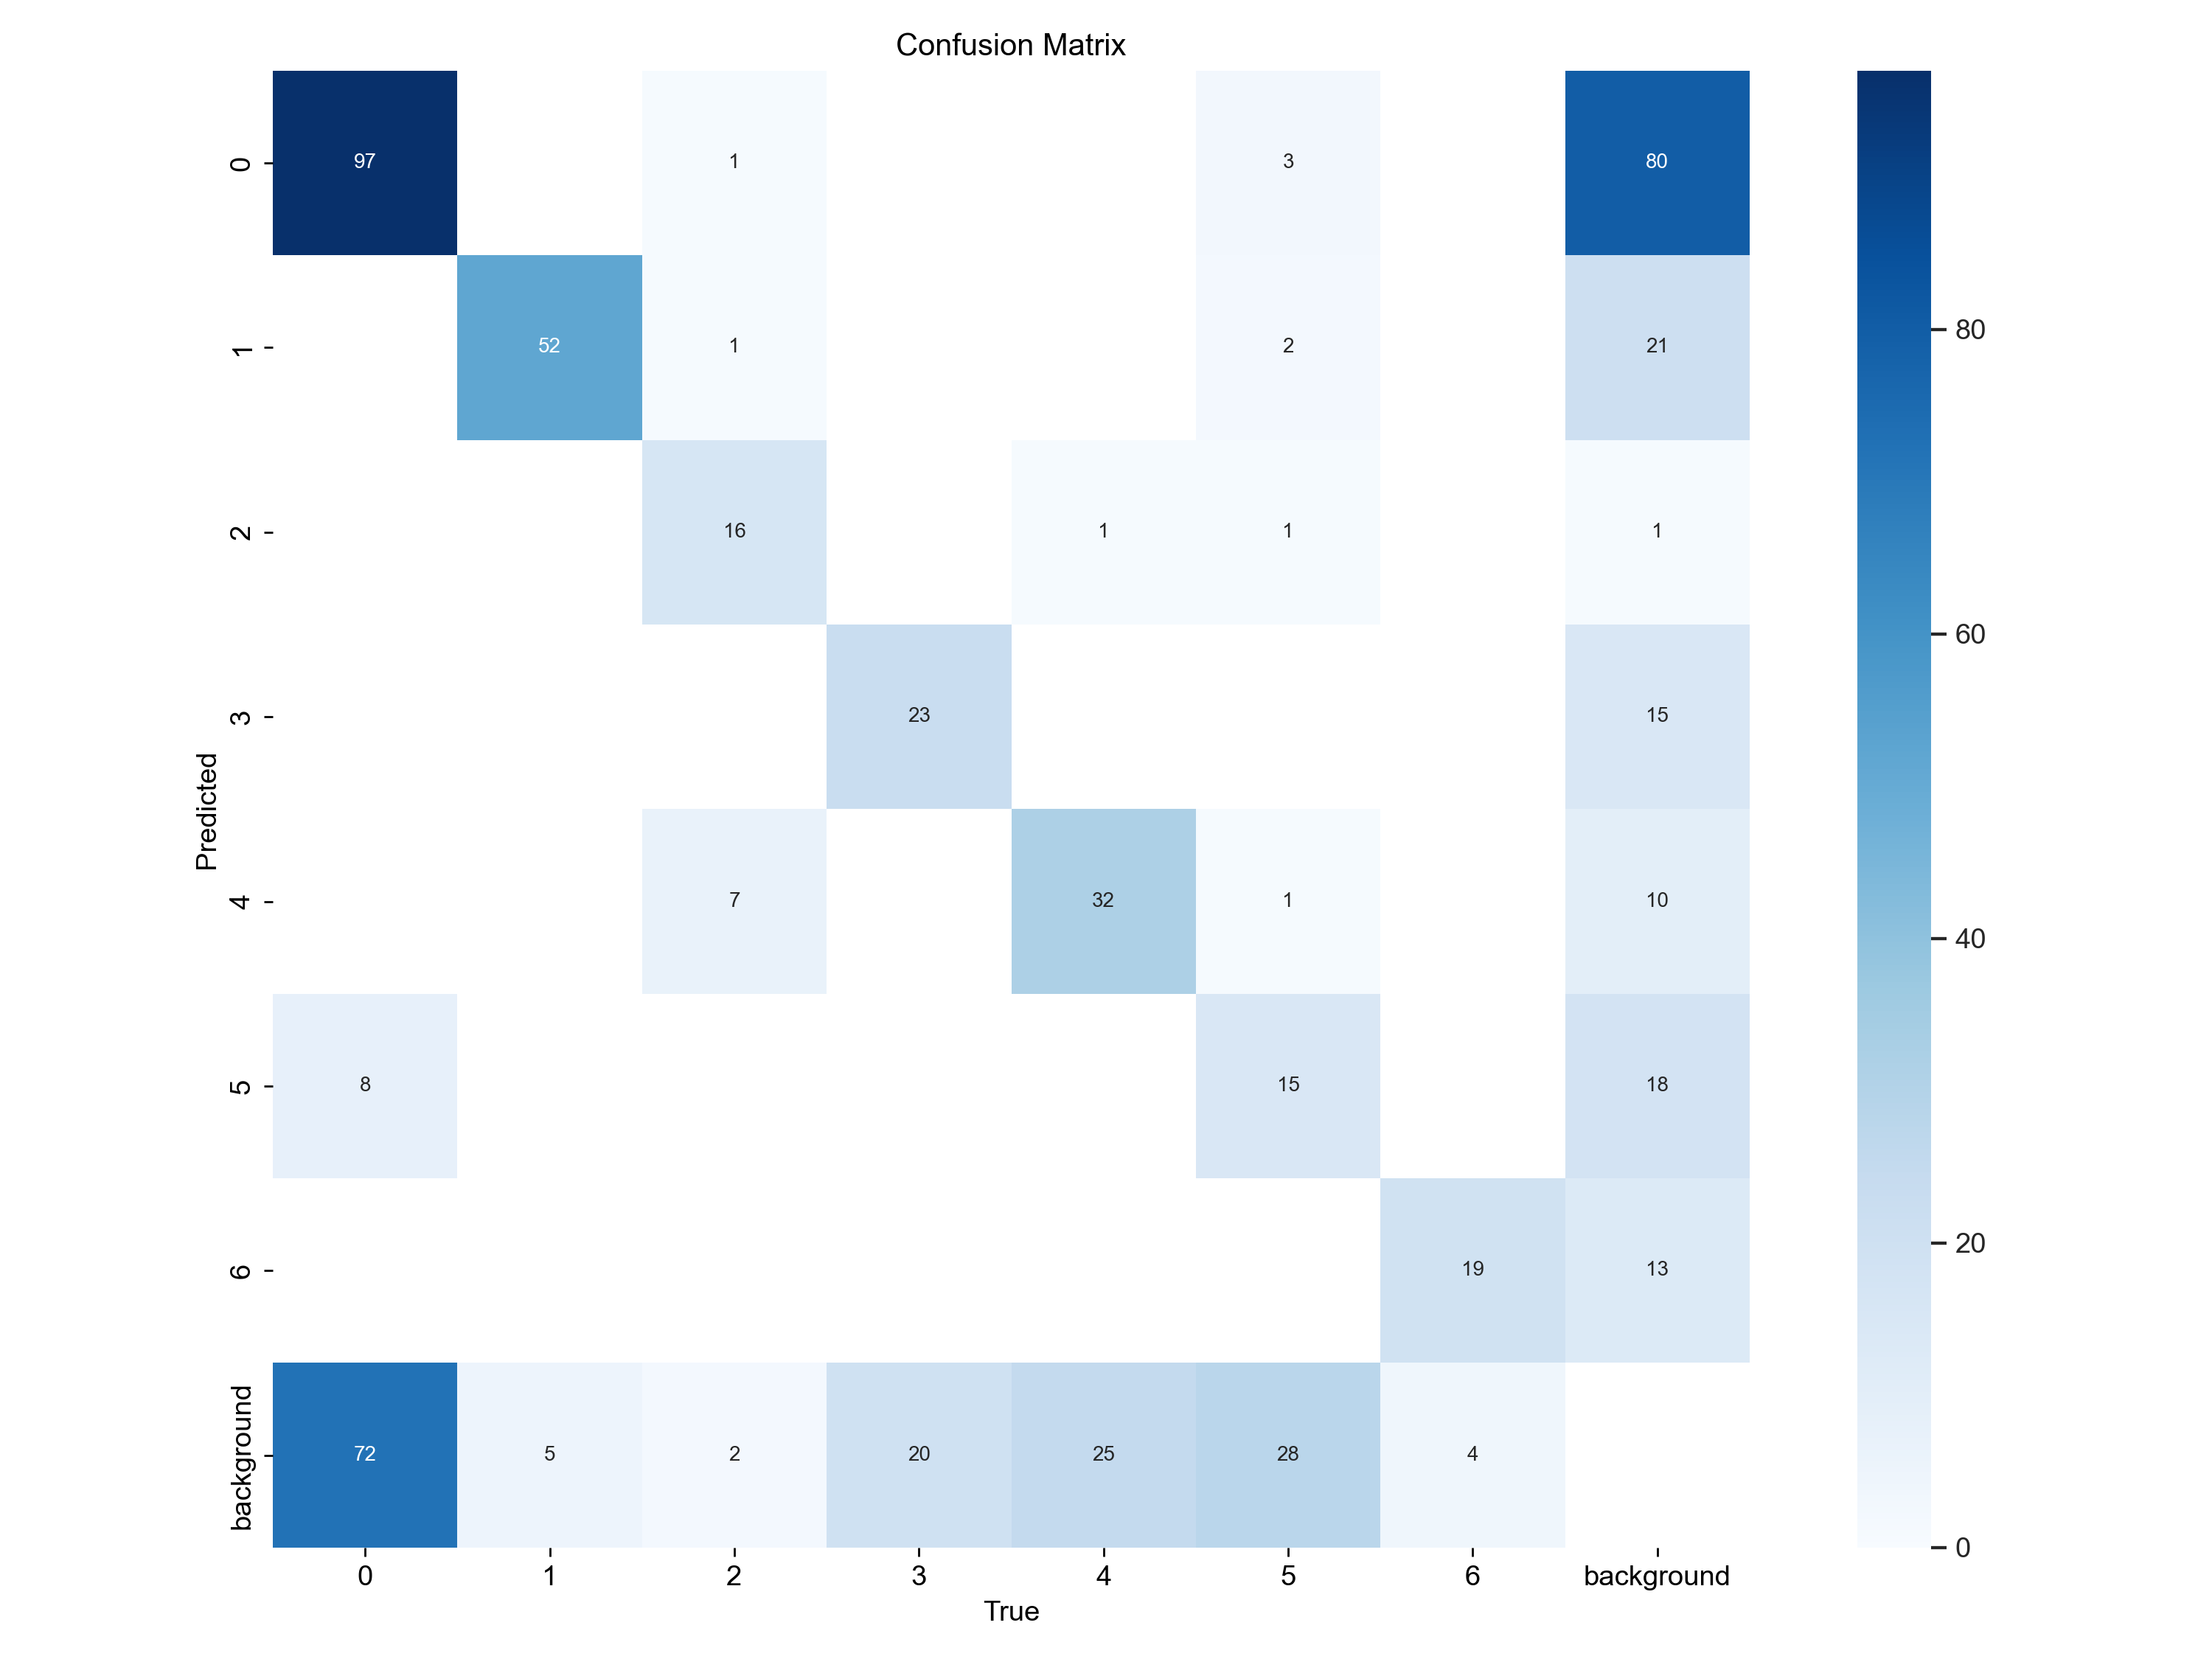 Confusion Matrix
0 97 1 3 80
1 52 1 2 21
2 16 1 1 1
3 23 15
4 7 32 1 10
5 8 15 18
6 19 13
background 72 5 2 20 25 28 4
0 1 2 3 4 5 6 background
True
Predicted
80
60
40
20
0